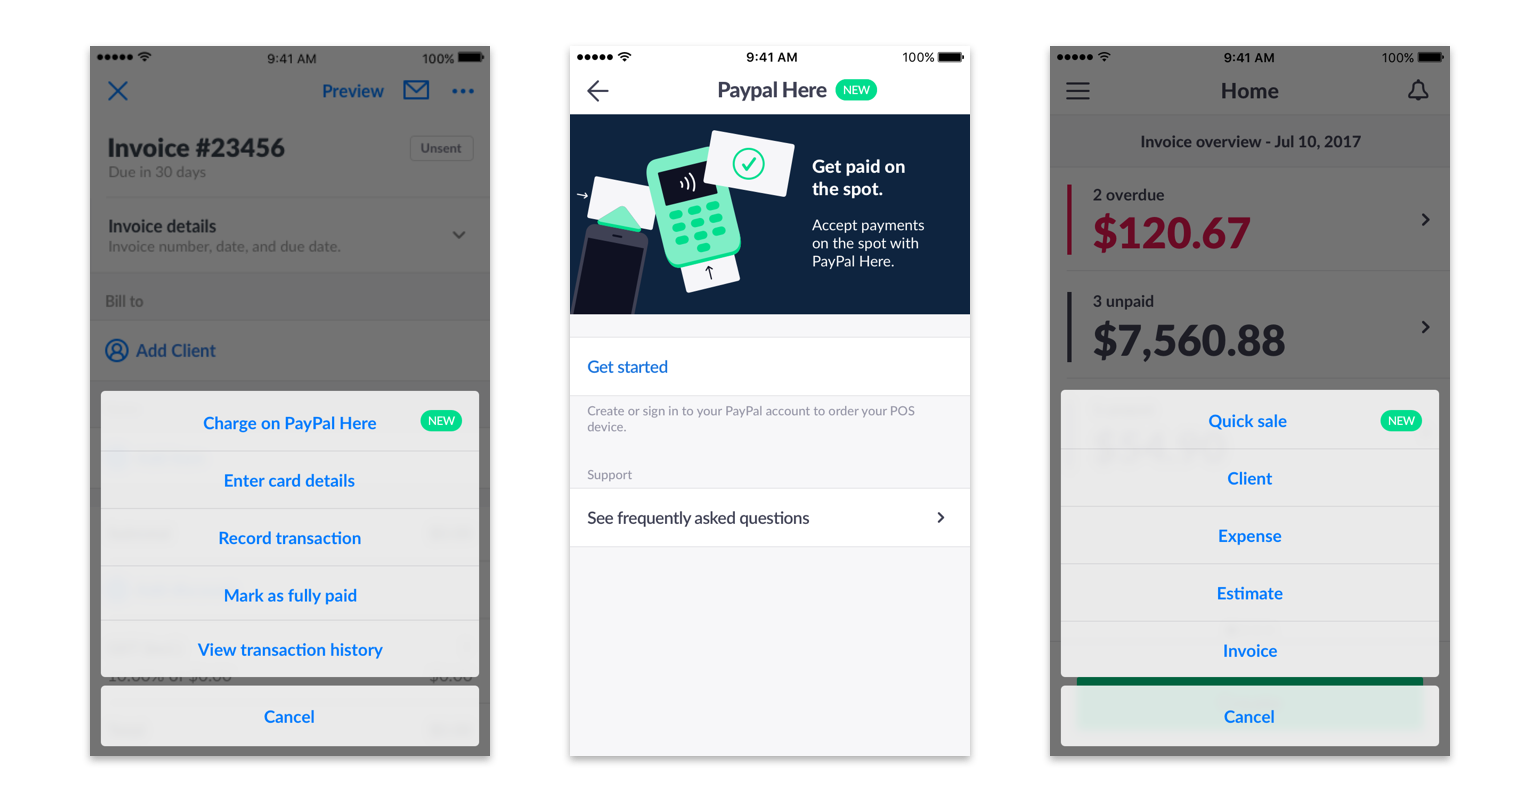 9:41 AM
100%
Preview
Invoice #23456
Unsent
Due in 30 days
Invoice details
Invoice number, date, and due date.
Bill to
Add Client
Charge on PayPal Here
NEW
Enter card details
Record transaction
Mark as fully paid
View transaction history
Cancel
9:41 AM
100%
Paypal Here
NEW
Get paid on
the spot.
Accept payments
on the spot with
PayPal Here.
Get started
Create or sign in to your PayPal account to order your POS
device.
Support
See frequently asked questions
9:41 AM
100%
Home
Invoice overview - Jul 10, 2017
2 overdue
$120.67
3 unpaid
$7,560.88
Quick sale
NEW
Client
Expense
Estimate
Invoice
Cancel